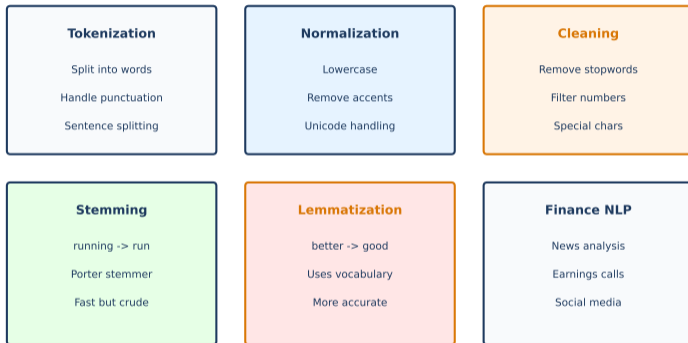 Tokenization
Split into words
Handle punctuation
Sentence splitting
Normalization
Lowercase
Remove accents
Unicode handling
Cleaning
Remove stopwords
Filter numbers
Special chars
Stemming
running -> run
Porter stemmer
Fast but crude
Lemmatization
better -> good
Uses vocabulary
More accurate
Finance NLP
News analysis
Earnings calls
Social media